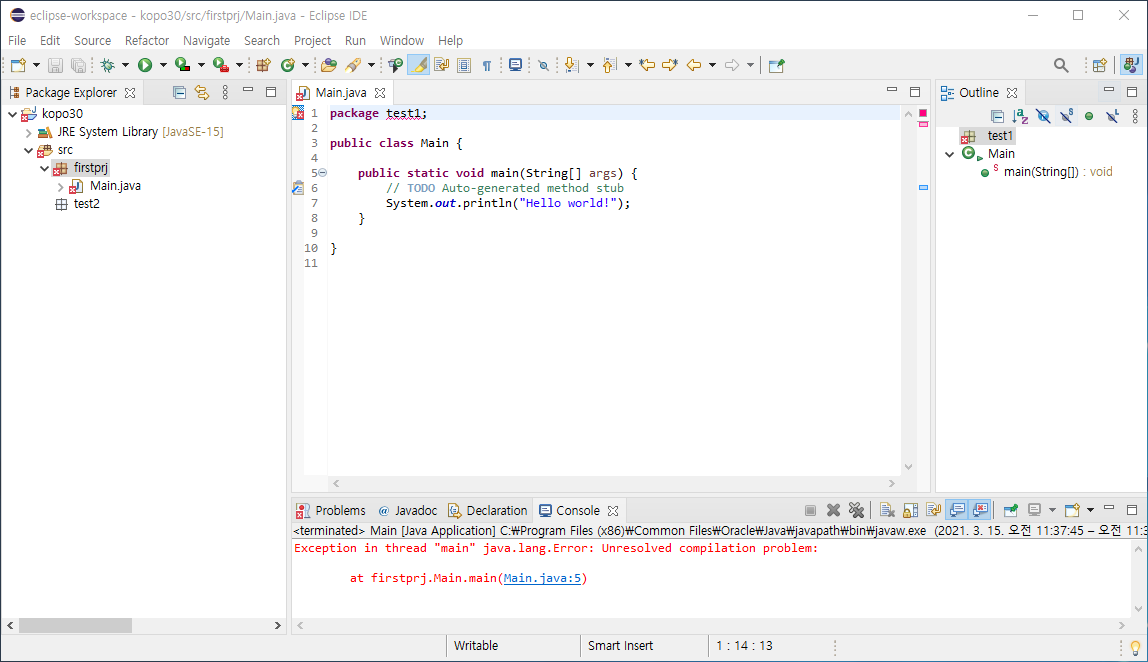 eclipse-workspace - kopo30/src/firstprj/Main.java - Eclipse IDE
File Edit Source Refactor Navigate Search Project Run Window Help
Package Explorer
kopo30
JRE System Library [JavaSE-15]
src
firstprj
Main.java
test2
Main.java
1 package test1;
2
3 public class Main {
4
5 public static void main(String[] args) {
6 // TODO Auto-generated method stub
7 System.out.println("Hello world!");
8 }
9
10 }
11
Outline
test1
Main
main(String[]) : void
Problems @ Javadoc Declaration Console
<terminated> Main [Java Application] C:₩Program Files (x86)₩Common Files₩Oracle₩Java₩javapath₩bin₩javaw.exe (2021. 3. 15. 오전 11:37:45 – 오전 11:3
Exception in thread "main" java.lang.Error: Unresolved compilation problem:
at firstprj.Main.main(Main.java:5)
Writable Smart Insert 1 : 14 : 13